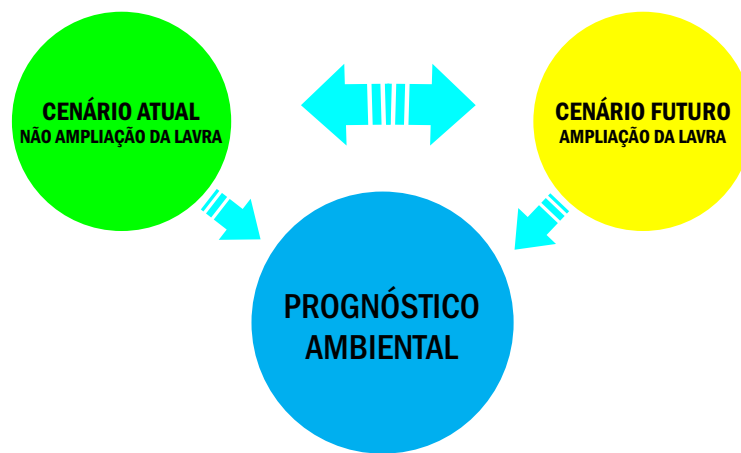 CENÁRIO ATUAL
NÃO AMPLIAÇÃO DA LAVRA
CENÁRIO FUTURO
AMPLIAÇÃO DA LAVRA
PROGNÓSTICO
AMBIENTAL